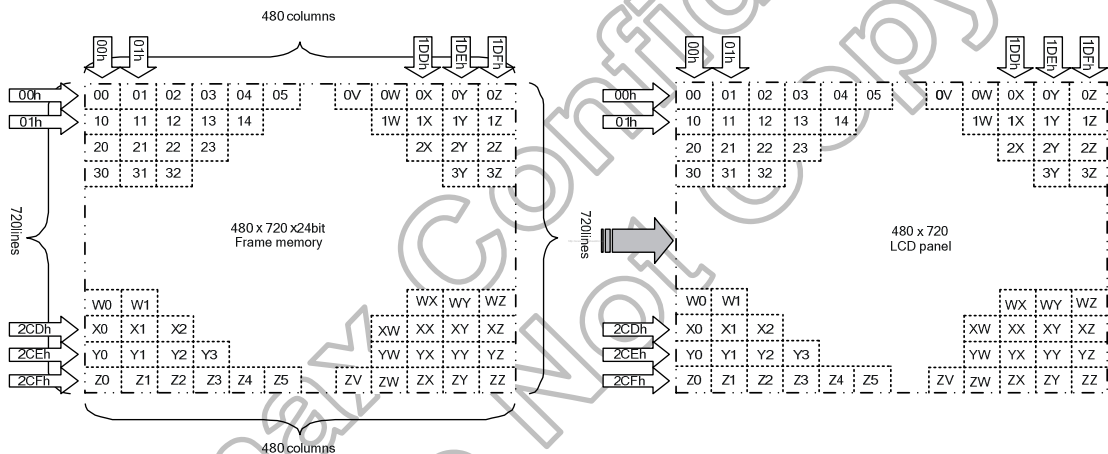 480 columns
00h 01h 1DDh 1DEh 1DFh 00h 01h 1DDh 1DEh 1DFh
00h 00 01 02 03 04 05 0V 0W 0X 0Y 0Z 00h 00 01 02 03 04 05 0V 0W 0X 0Y 0Z
01h 10 11 12 13 14 1W 1X 1Y 1Z 01h 10 11 12 13 14 1W 1X 1Y 1Z
20 21 22 23 2X 2Y 2Z 20 21 22 23 2X 2Y 2Z
30 31 32 3Y 3Z 30 31 32 3Y 3Z
720lines 480 x 720 x24bit 720lines 480 x 720
Frame memory LCD panel
W0 W1 WX WY WZ W0 W1 WX WY WZ
2CDh X0 X1 X2 XW XX XY XZ 2CDh X0 X1 X2 XW XX XY XZ
2CEh Y0 Y1 Y2 Y3 YW YX YY YZ 2CEh Y0 Y1 Y2 Y3 YW YX YY YZ
2CFh Z0 Z1 Z2 Z3 Z4 Z5 ZV ZW ZX ZY ZZ 2CFh Z0 Z1 Z2 Z3 Z4 Z5 ZV ZW ZX ZY ZZ
480 columns